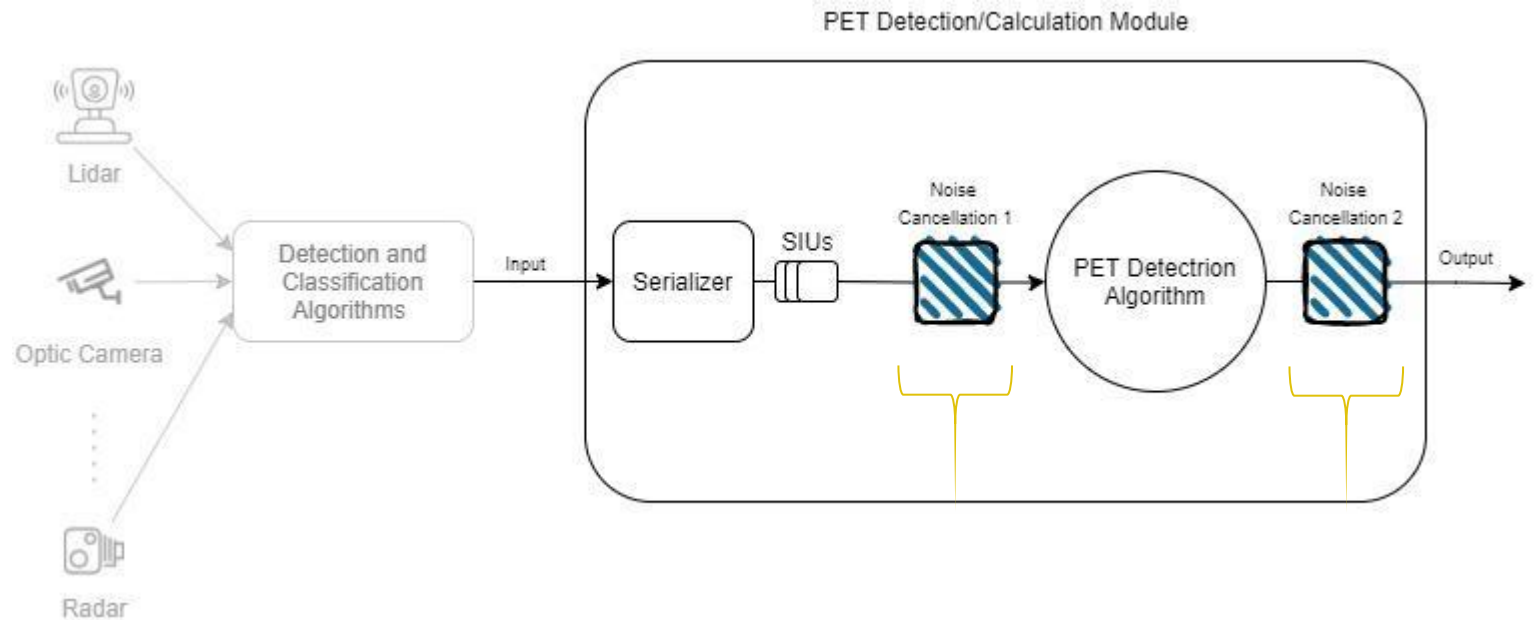 PET Detection/Calculation Module
Lidar
Optic Camera
Radar
Detection and
Classification
Algorithms
Input
Serializer
SIUs
Noise
Cancellation 1
PET Detectrion
Algorithm
Noise
Cancellation 2
Output